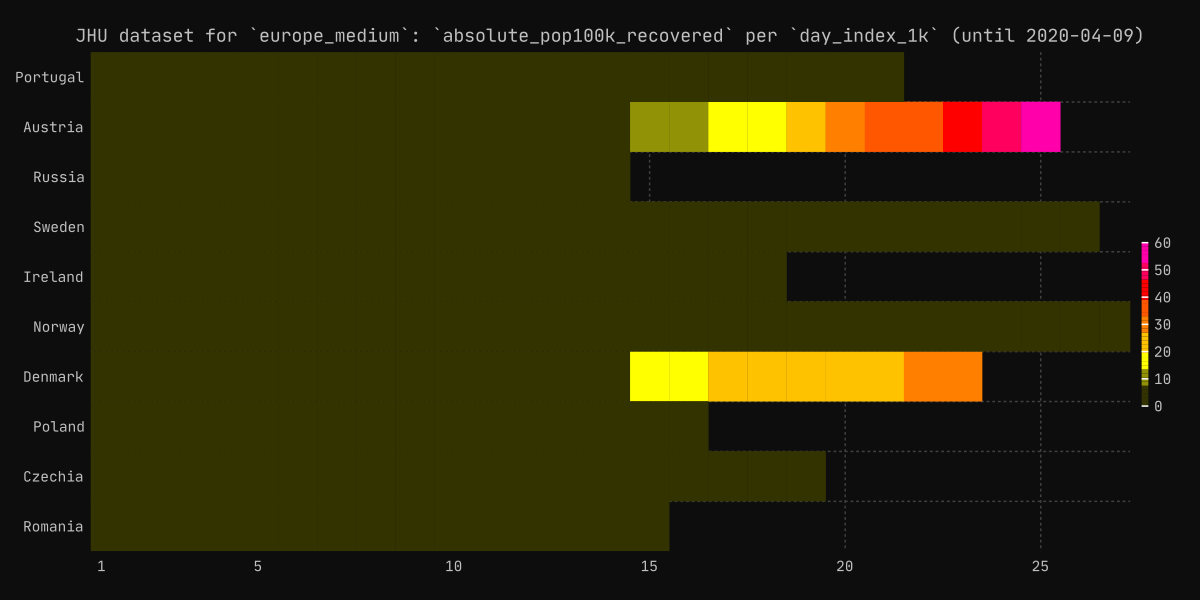 JHU dataset for `europe_medium`: `absolute_pop100k_recovered` per `day_index_1k` (until 2020-04-09)
Portugal
Austria
Russia
Sweden
Ireland
Norway
Denmark
Poland
Czechia
Romania
60
50
40
30
20
10
0
1 5 10 15 20 25